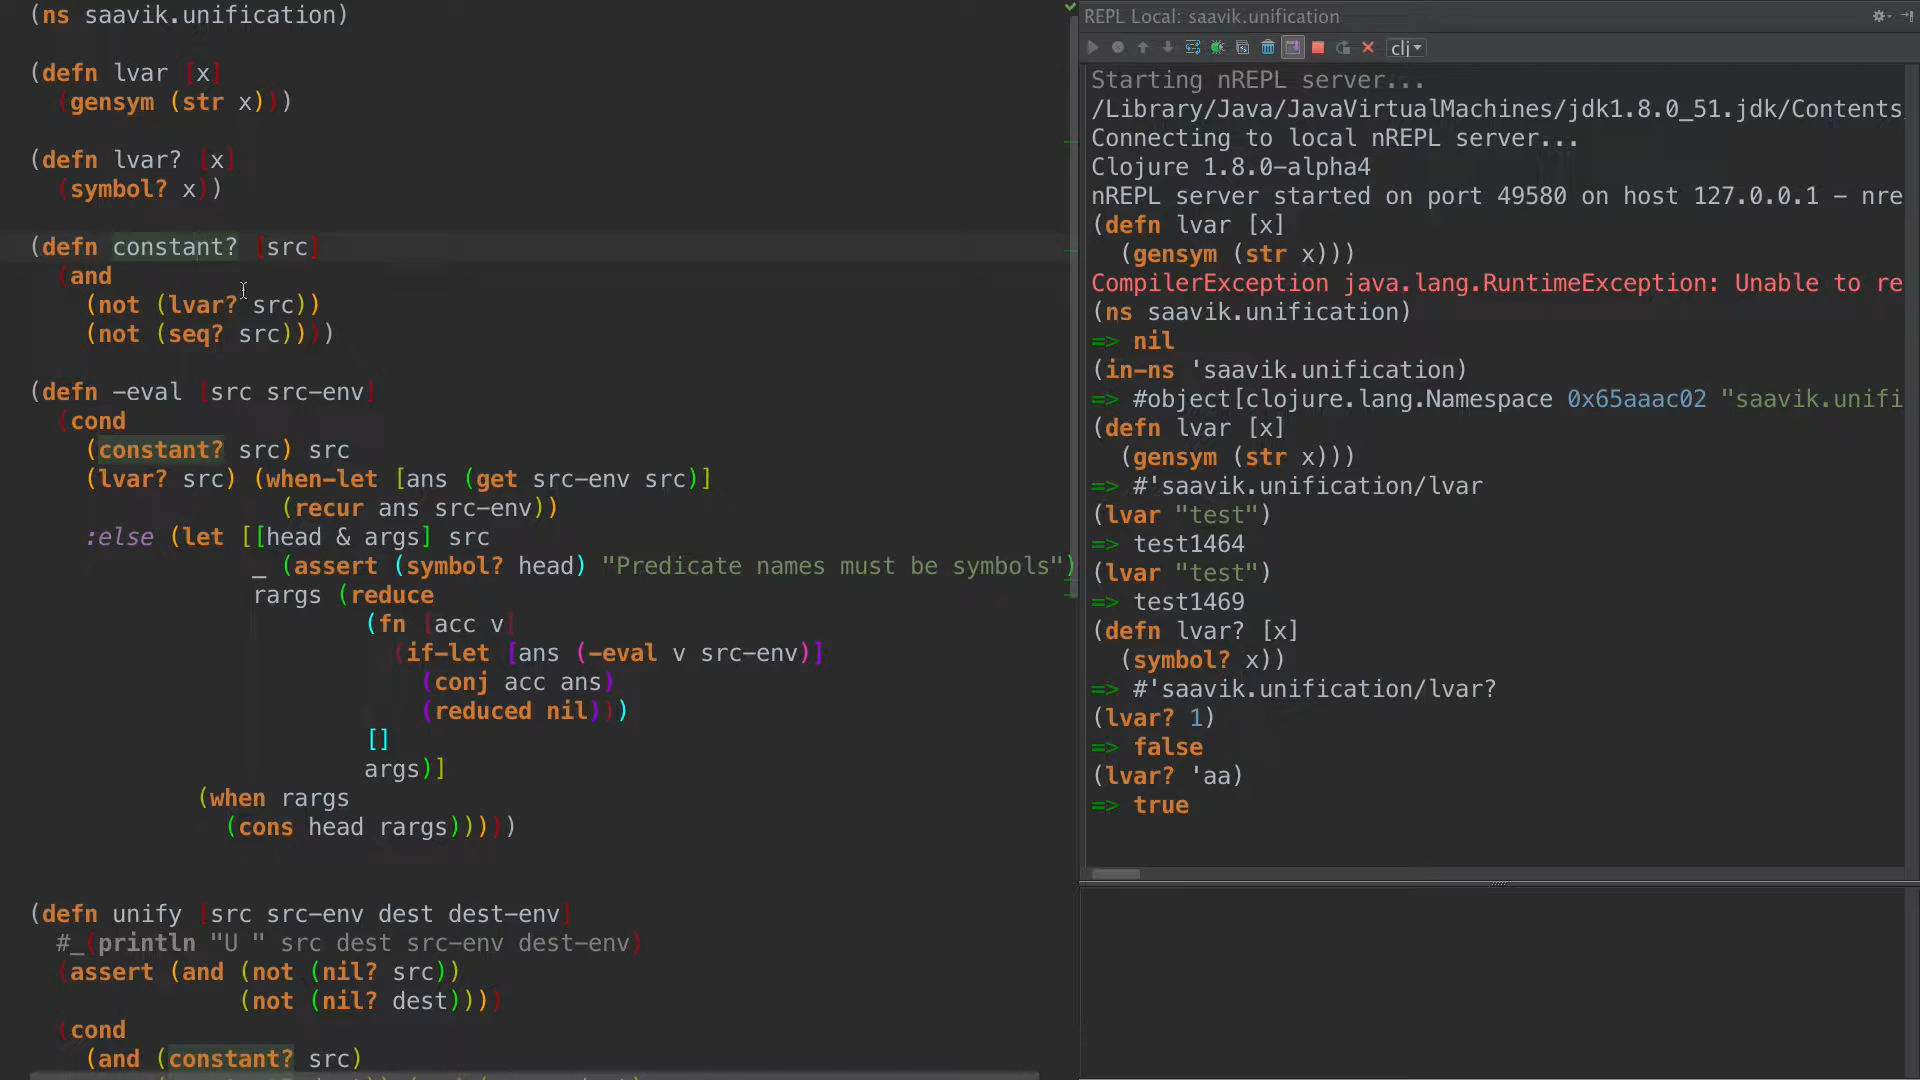 (ns saavik.unification)
(defn lvar [x]
(gensym (str x)))
(defn lvar? [x]
(symbol? x))
(defn constant? [src]
(and
(not (lvar? src))
(not (seq? src))))
(defn -eval [src src-env]
(cond
(constant? src) src
(lvar? src) (when-let [ans (get src-env src)]
(recur ans src-env))
:else (let [[head & args] src
_ (assert (symbol? head) "Predicate names must be symbols")
rargs (reduce
(fn [acc v]
(if-let [ans (-eval v src-env)]
(conj acc ans)
(reduced nil)))
[]
args)]
(when rargs
(cons head rargs)))))
(defn unify [src src-env dest dest-env]
#_(println "U " src dest src-env dest-env)
(assert (and (not (nil? src))
(not (nil? dest))))
(cond
(and (constant? src)
REPL Local: saavik.unification
clj
Starting nREPL server...
/Library/Java/JavaVirtualMachines/jdk1.8.0_51.jdk/Contents
Connecting to local nREPL server...
Clojure 1.8.0-alpha4
nREPL server started on port 49580 on host 127.0.0.1 - nre
(defn lvar [x]
(gensym (str x)))
CompilerException java.lang.RuntimeException: Unable to re
(ns saavik.unification)
=> nil
(in-ns 'saavik.unification)
=> #object[clojure.lang.Namespace 0x65aaac02 "saavik.unifi
(defn lvar [x]
(gensym (str x)))
=> #'saavik.unification/lvar
(lvar "test")
=> test1464
(lvar "test")
=> test1469
(defn lvar? [x]
(symbol? x))
=> #'saavik.unification/lvar?
(lvar? 1)
=> false
(lvar? 'aa)
=> true